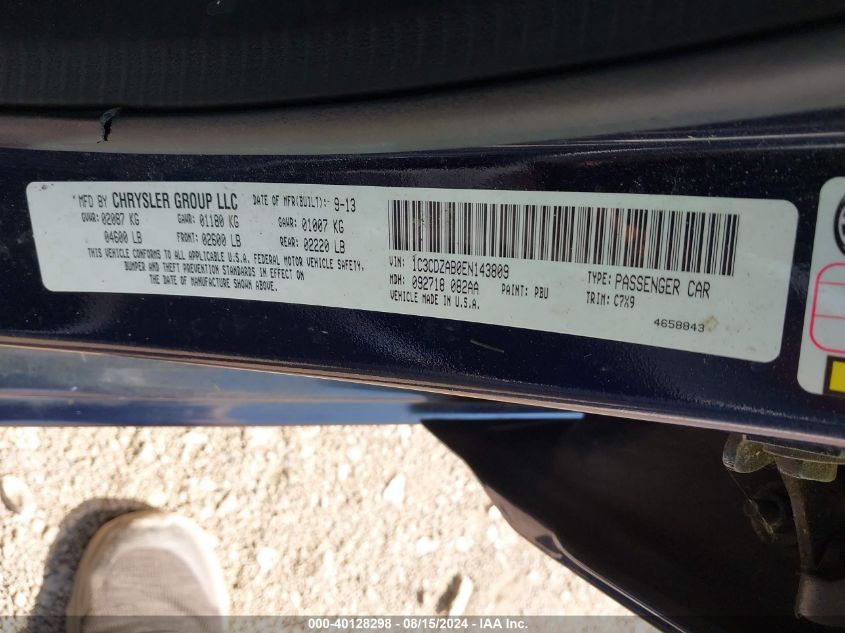 MFD BY CHRYSLER GROUP LLC DATE OF MFR(BUILT):- 9-13
GVWR: 02087 KG GAWR: 01180 KG GAWR: 01007 KG
04600 LB FRONT: 02600 LB REAR: 02220 LB
THIS VEHICLE CONFORMS TO ALL APPLICABLE U.S.A. FEDERAL MOTOR VEHICLE SAFETY,
BUMPER AND THEFT PREVENTION STANDARDS IN EFFECT ON
THE DATE OF MANUFACTURE SHOWN ABOVE.
VIN: 1C3CDZAB0EN143809 TYPE: PASSENGER CAR
MDH: 092718 082AA PAINT: PBU TRIM: C7X9
VEHICLE MADE IN U.S.A.
4658843
000-40128298 - 08/15/2024 - IAA Inc.